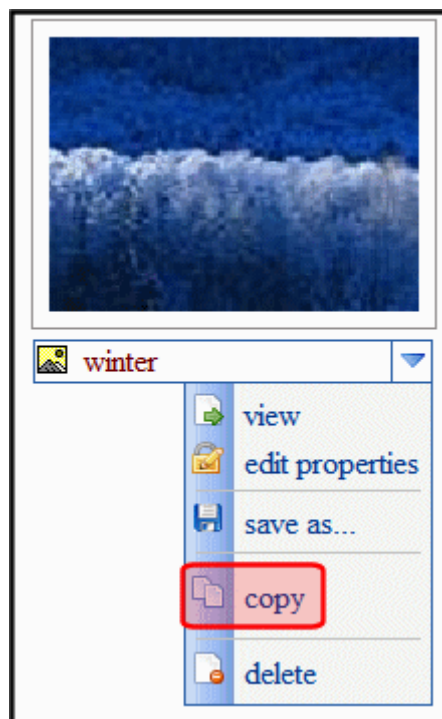 winter
view
edit properties
save as...
copy
delete